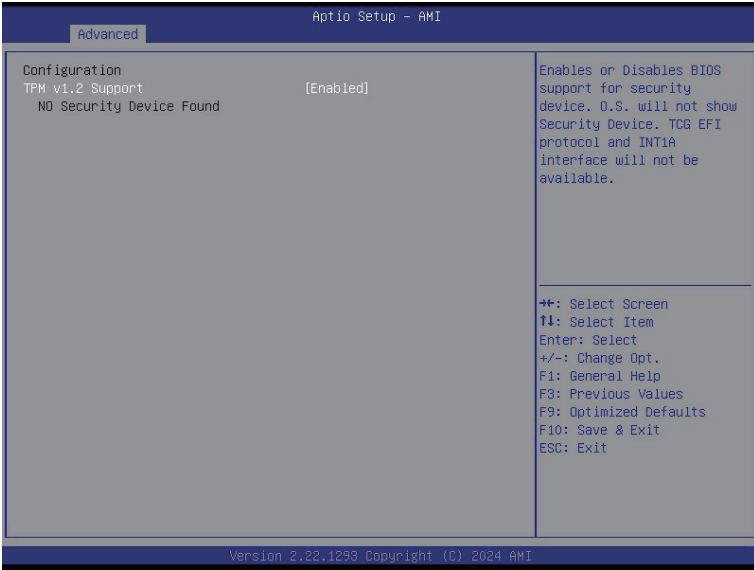 Aptio Setup – AMI
Advanced
Configuration
TPM v1.2 Support [Enabled]
NO Security Device Found
Enables or Disables BIOS
support for security
device. O.S. will not show
Security Device. TCG EFI
protocol and INT1A
interface will not be
available.
→←: Select Screen
↑↓: Select Item
Enter: Select
+/-: Change Opt.
F1: General Help
F3: Previous Values
F9: Optimized Defaults
F10: Save & Exit
ESC: Exit
Version 2.22.1293 Copyright (C) 2024 AMI